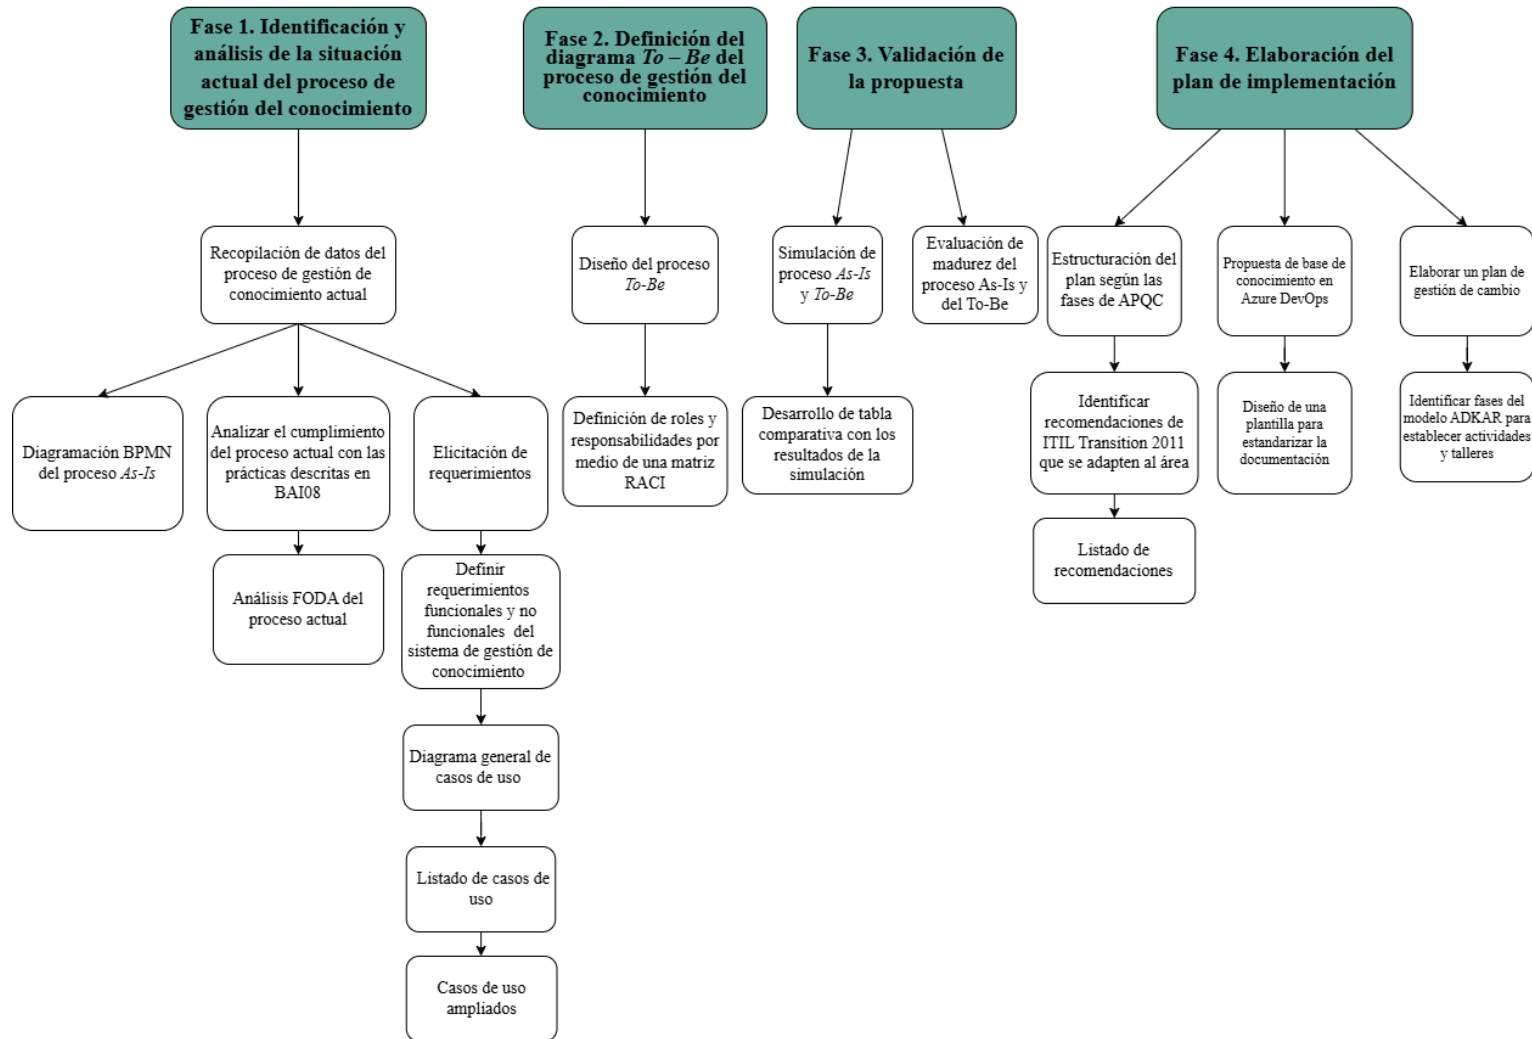 Fase 1. Identificación y
análisis de la situación
actual del proceso de
gestión del conocimiento
Fase 2. Definición del
diagrama To – Be del
proceso de gestión del
conocimiento
Fase 3. Validación de
la propuesta
Fase 4. Elaboración del
plan de implementación
Recopilación de datos del
proceso de gestión de
conocimiento actual
Diseño del proceso
To-Be
Simulación de
proceso As-Is
y To-Be
Evaluación de
madurez del
proceso As-Is y
del To-Be
Estructuración del
plan según las
fases de APQC
Propuesta de base de
conocimiento en
Azure DevOps
Elaborar un plan de
gestión de cambio
Diagramación BPMN
del proceso As-Is
Analizar el cumplimiento
del proceso actual con las
prácticas descritas en
BAI08
Elicitación de
requerimientos
Definición de roles y
responsabilidades por
medio de una matriz
RACI
Desarrollo de tabla
comparativa con los
resultados de la
simulación
Identificar
recomendaciones de
ITIL Transition 2011
que se adapten al área
Diseño de una
plantilla para
estandarizar la
documentación
Identificar fases del
modelo ADKAR para
establecer actividades
y talleres
Análisis FODA del
proceso actual
Definir
requerimientos
funcionales y no
funcionales del
sistema de gestión de
conocimiento
Listado de
recomendaciones
Diagrama general de
casos de uso
Listado de casos de
uso
Casos de uso
ampliados